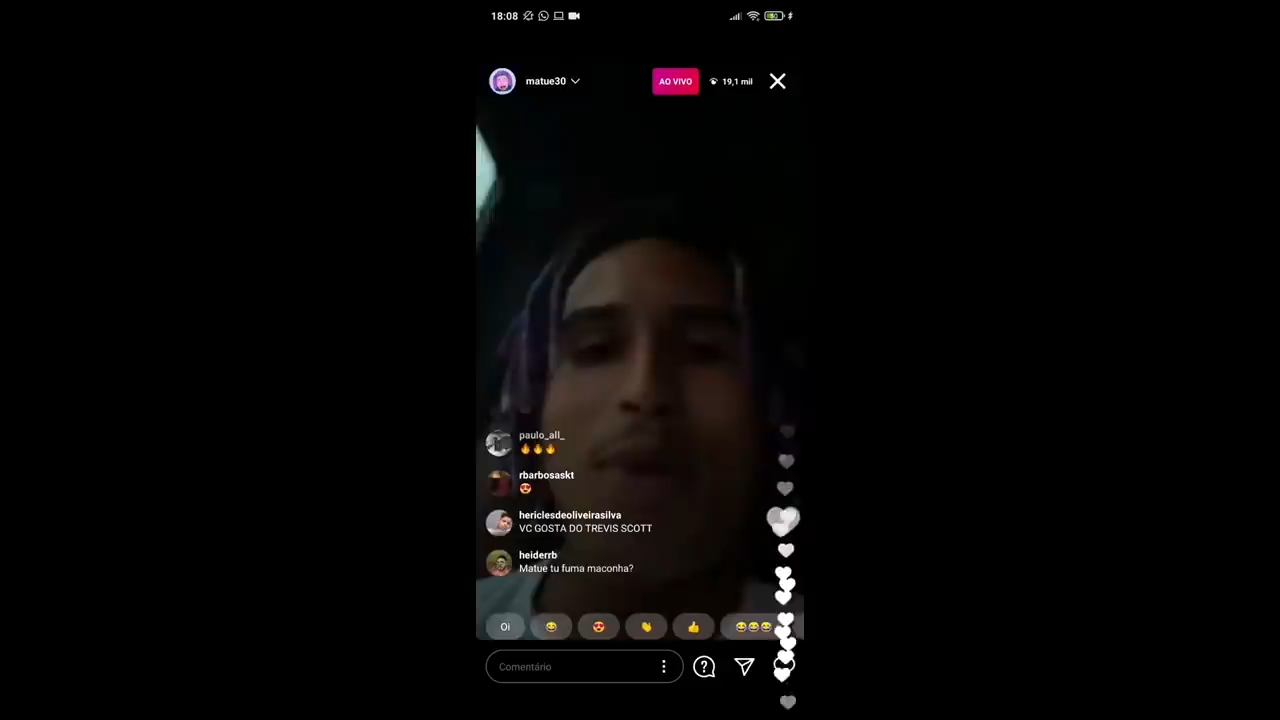 18:08
matue30
AO VIVO
19,1 mil
paulo_all_
🔥🔥🔥
rbarbosaskt
😍
hericlesdeoliveirasilva
VC GOSTA DO TREVIS SCOTT
heiderrb
Matue tu fuma maconha?
Oi 😂 😍 👏 👍 😂😂😂
Comentário